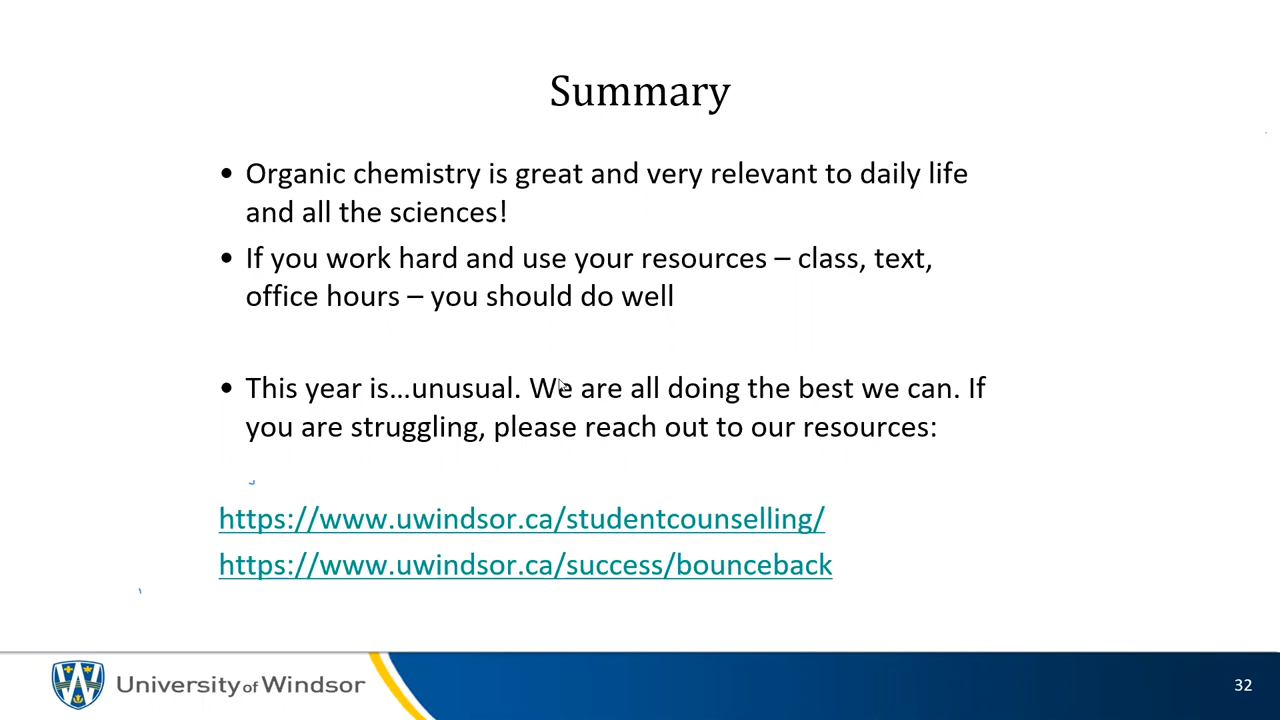 Summary
• Organic chemistry is great and very relevant to daily life
and all the sciences!
• If you work hard and use your resources – class, text,
office hours – you should do well
• This year is...unusual. We are all doing the best we can. If
you are struggling, please reach out to our resources:
https://www.uwindsor.ca/studentcounselling/
https://www.uwindsor.ca/success/bounceback
University of Windsor
32